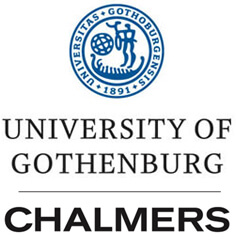 UNIVERSITAS · GOTHOBURGENSIS
· 1891 ·
UNIVERSITY OF
GOTHENBURG
CHALMERS